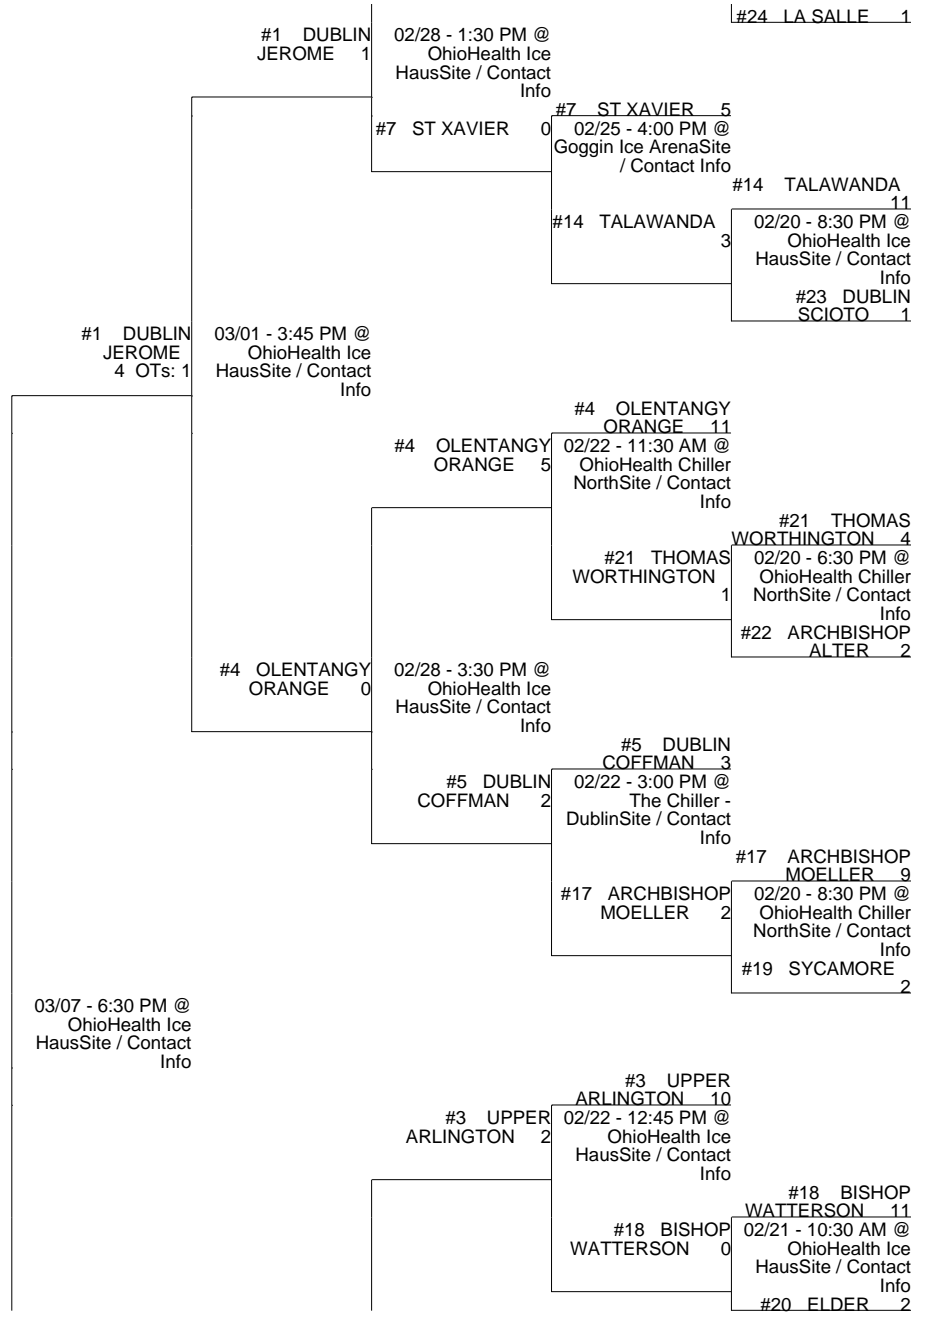 #24 LA SALLE 1
#1 DUBLIN
JEROME 1
02/28 - 1:30 PM @
OhioHealth Ice
HausSite / Contact
Info
#7 ST XAVIER 0
#7 ST XAVIER 5
02/25 - 4:00 PM @
Goggin Ice ArenaSite
/ Contact Info
#14 TALAWANDA
3
#14 TALAWANDA
11
02/20 - 8:30 PM @
OhioHealth Ice
HausSite / Contact
Info
#23 DUBLIN
SCIOTO 1
#1 DUBLIN
JEROME
4 OTs: 1
03/01 - 3:45 PM @
OhioHealth Ice
HausSite / Contact
Info
#4 OLENTANGY
ORANGE 5
#4 OLENTANGY
ORANGE 11
02/22 - 11:30 AM @
OhioHealth Chiller
NorthSite / Contact
Info
#21 THOMAS
WORTHINGTON
1
#21 THOMAS
WORTHINGTON 4
02/20 - 6:30 PM @
OhioHealth Chiller
NorthSite / Contact
Info
#22 ARCHBISHOP
ALTER 2
#4 OLENTANGY
ORANGE 0
02/28 - 3:30 PM @
OhioHealth Ice
HausSite / Contact
Info
#5 DUBLIN
COFFMAN 2
#5 DUBLIN
COFFMAN 3
02/22 - 3:00 PM @
The Chiller -
DublinSite / Contact
Info
#17 ARCHBISHOP
MOELLER 2
#17 ARCHBISHOP
MOELLER 9
02/20 - 8:30 PM @
OhioHealth Chiller
NorthSite / Contact
Info
#19 SYCAMORE
2
03/07 - 6:30 PM @
OhioHealth Ice
HausSite / Contact
Info
#3 UPPER
ARLINGTON 2
#3 UPPER
ARLINGTON 10
02/22 - 12:45 PM @
OhioHealth Ice
HausSite / Contact
Info
#18 BISHOP
WATTERSON 0
#18 BISHOP
WATTERSON 11
02/21 - 10:30 AM @
OhioHealth Ice
HausSite / Contact
Info
#20 ELDER 2